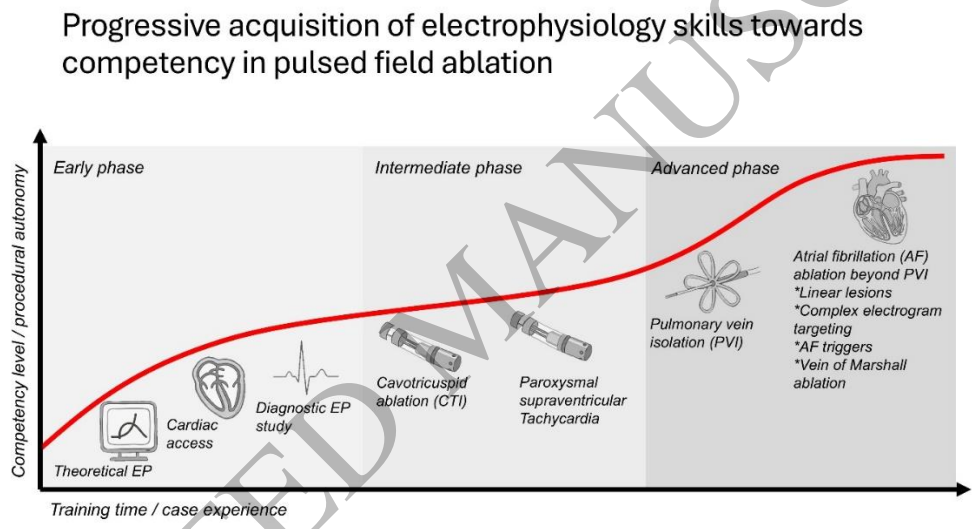 Progressive acquisition of electrophysiology skills towards
competency in pulsed field ablation
Competency level / procedural autonomy
Early phase
Intermediate phase
Advanced phase
Theoretical EP
Cardiac
access
Diagnostic EP
study
Cavotricuspid
ablation (CTI)
Paroxysmal
supraventricular
Tachycardia
Pulmonary vein
isolation (PVI)
Atrial fibrillation (AF)
ablation beyond PVI
*Linear lesions
*Complex electrogram
targeting
*AF triggers
*Vein of Marshall
ablation
Training time / case experience
TED MANUS